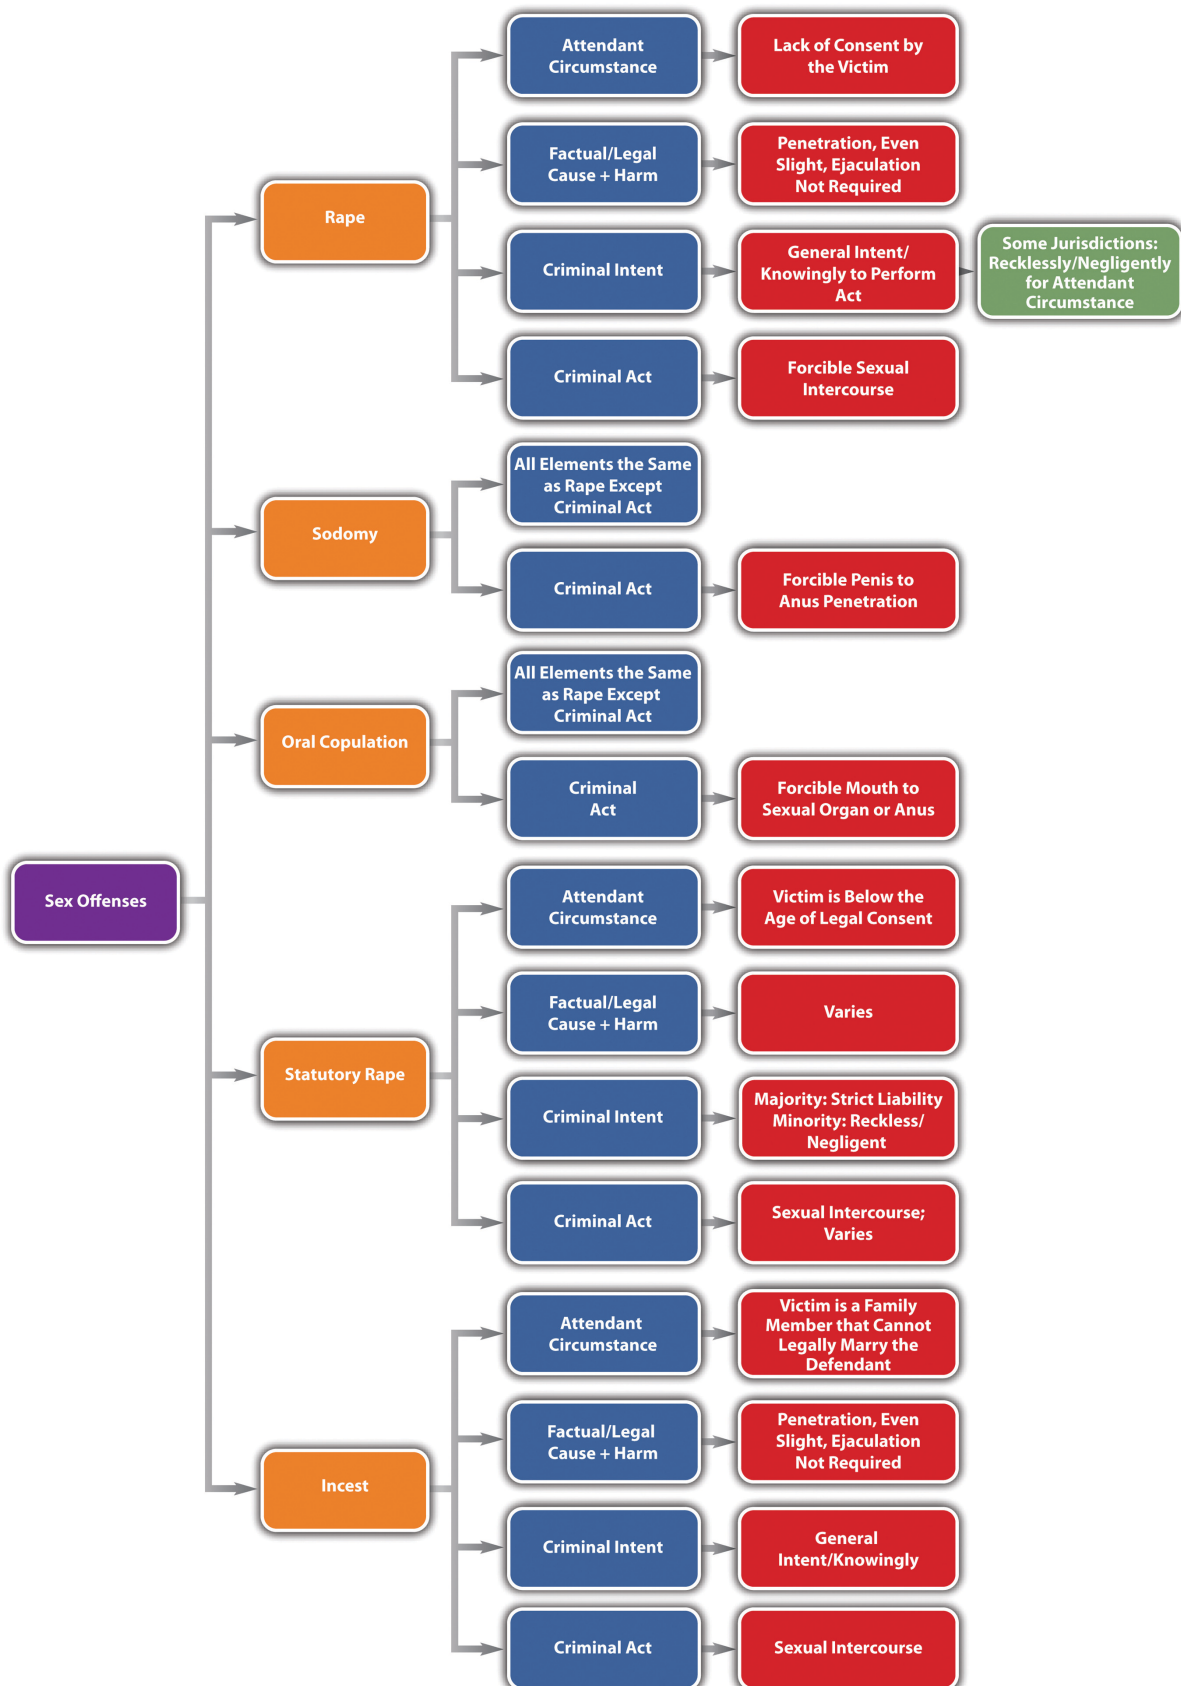 Sex Offenses
Rape
Attendant
Circumstance
Lack of Consent by
the Victim
Factual/Legal
Cause + Harm
Penetration, Even
Slight, Ejaculation
Not Required
Criminal Intent
General Intent/
Knowingly to Perform
Act
Some Jurisdictions:
Recklessly/Negligently
for Attendant
Circumstance
Criminal Act
Forcible Sexual
Intercourse
Sodomy
All Elements the Same
as Rape Except
Criminal Act
Criminal Act
Forcible Penis to
Anus Penetration
Oral Copulation
All Elements the Same
as Rape Except
Criminal Act
Criminal
Act
Forcible Mouth to
Sexual Organ or Anus
Statutory Rape
Attendant
Circumstance
Victim is Below the
Age of Legal Consent
Factual/Legal
Cause + Harm
Varies
Criminal Intent
Majority: Strict Liability
Minority: Reckless/
Negligent
Criminal Act
Sexual Intercourse;
Varies
Incest
Attendant
Circumstance
Victim is a Family
Member that Cannot
Legally Marry the
Defendant
Factual/Legal
Cause + Harm
Penetration, Even
Slight, Ejaculation
Not Required
Criminal Intent
General
Intent/Knowingly
Criminal Act
Sexual Intercourse